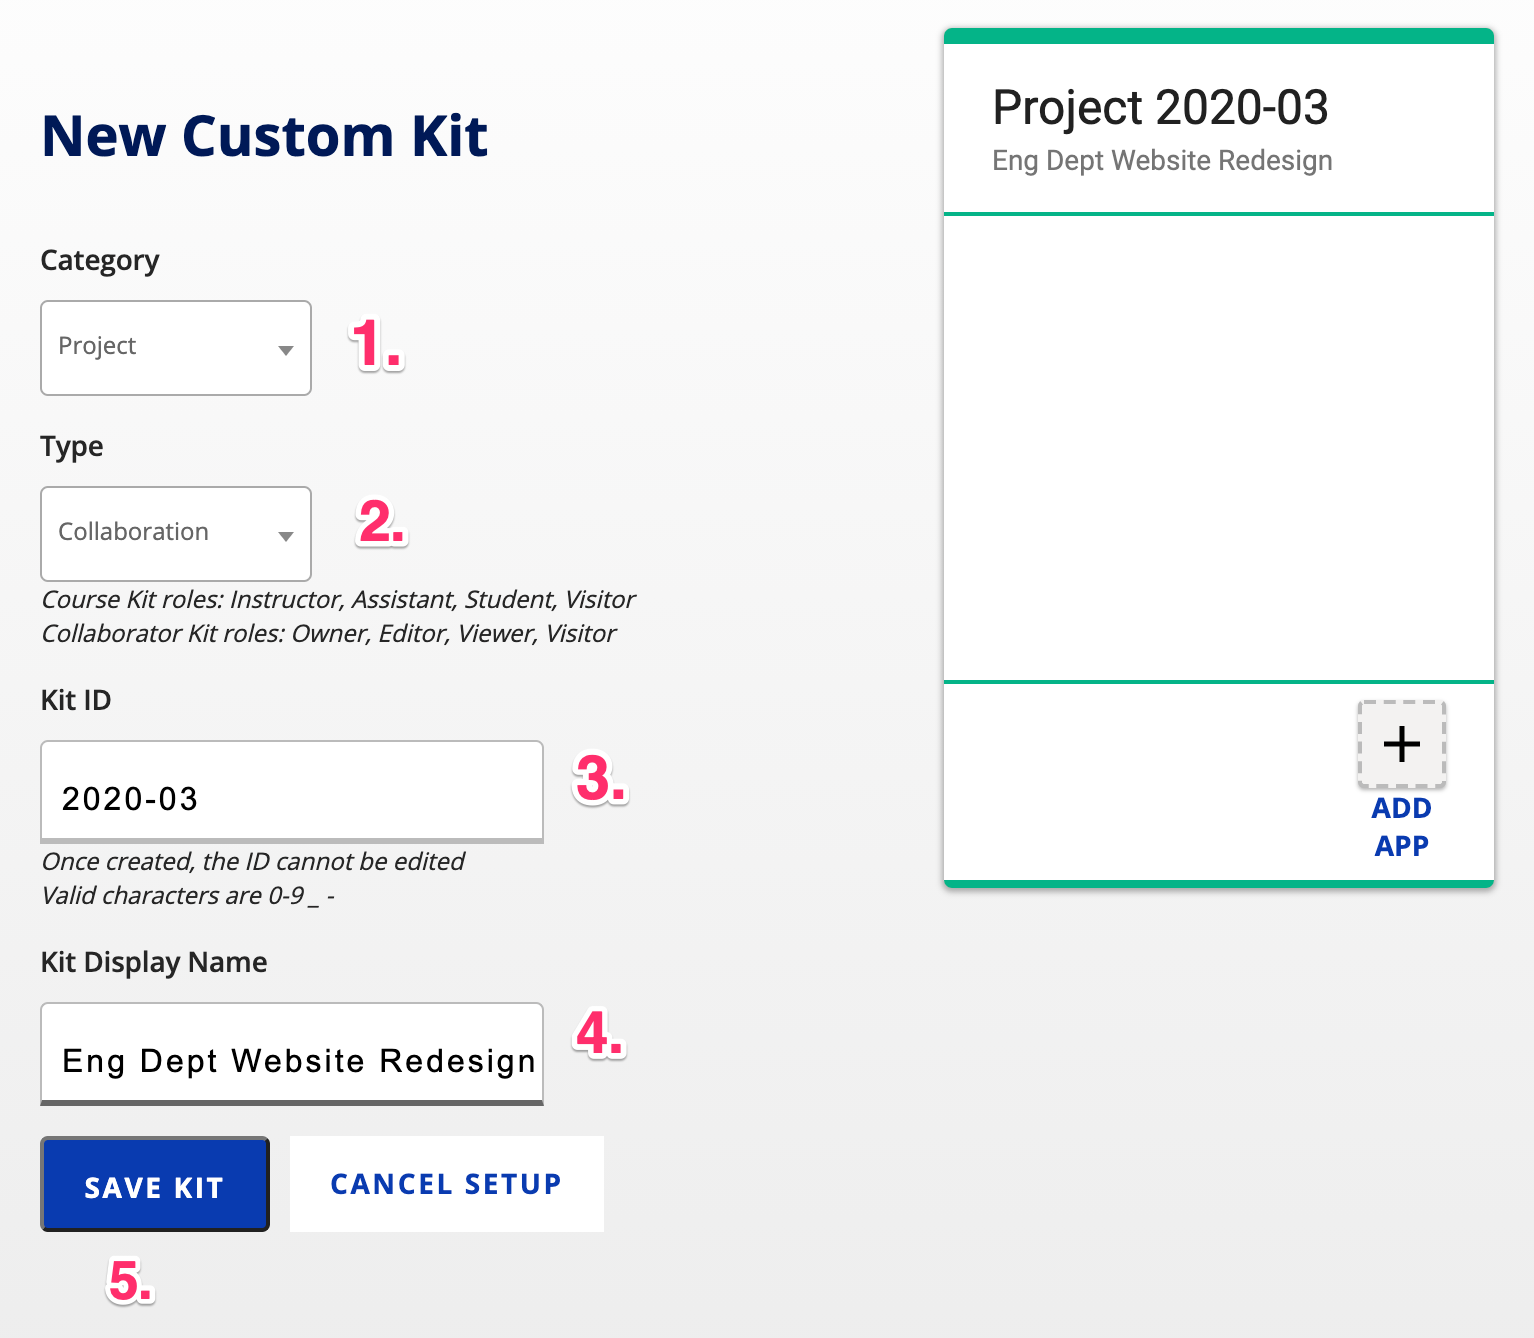 New Custom Kit
Category
Project
1.
Type
Collaboration
2.
Course Kit roles: Instructor, Assistant, Student, Visitor
Collaborator Kit roles: Owner, Editor, Viewer, Visitor
Kit ID
2020-03
3.
Once created, the ID cannot be edited
Valid characters are 0-9 _ -
Kit Display Name
Eng Dept Website Redesign
4.
SAVE KIT
CANCEL SETUP
5.
Project 2020-03
Eng Dept Website Redesign
ADD
APP